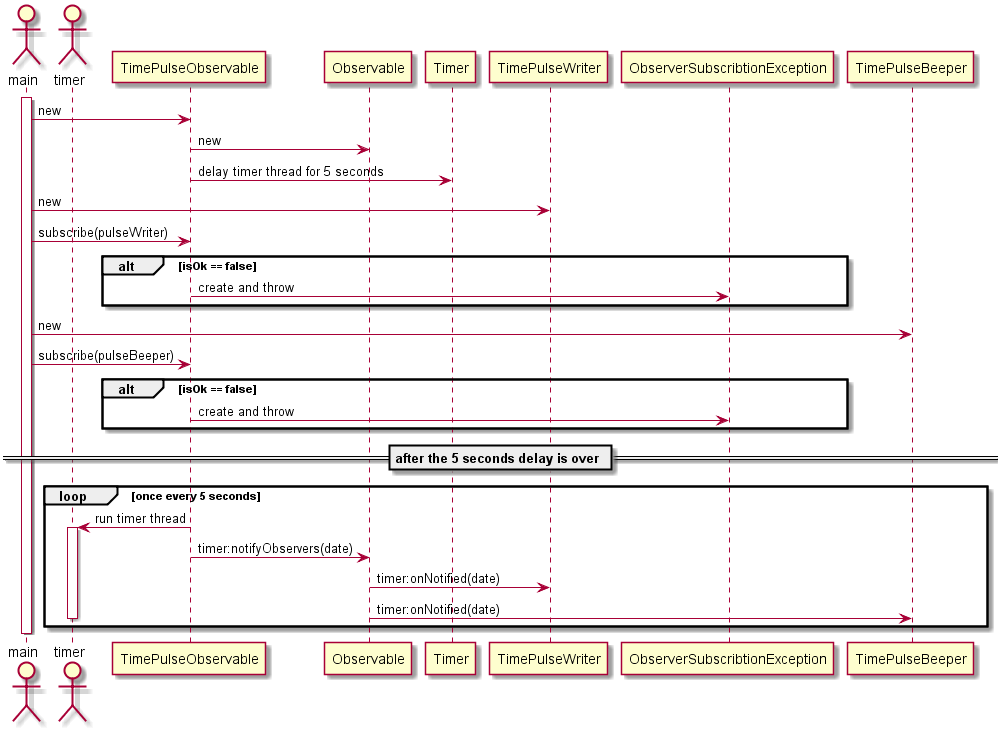 main
timer
TimePulseObservable
Observable
Timer
TimePulseWriter
ObserverSubscribtionException
TimePulseBeeper
new
new
delay timer thread for 5 seconds
new
subscribe(pulseWriter)
alt [isOk == false]
create and throw
new
subscribe(pulseBeeper)
alt [isOk == false]
create and throw
after the 5 seconds delay is over
loop [once every 5 seconds]
run timer thread
timer:notifyObservers(date)
timer:onNotified(date)
timer:onNotified(date)
main
timer
TimePulseObservable
Observable
Timer
TimePulseWriter
ObserverSubscribtionException
TimePulseBeeper